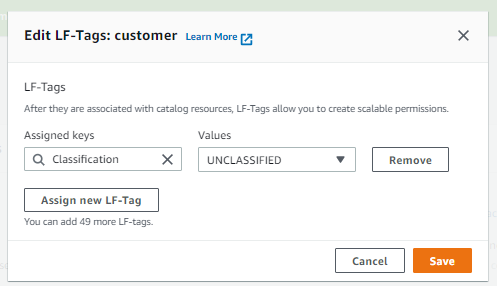 Edit LF-Tags: customer Learn More
LF-Tags
After they are associated with catalog resources, LF-Tags allow you to create scalable permissions.
Assigned keys Values
Classification UNCLASSIFIED Remove
Assign new LF-Tag
You can add 49 more LF-tags.
Cancel Save